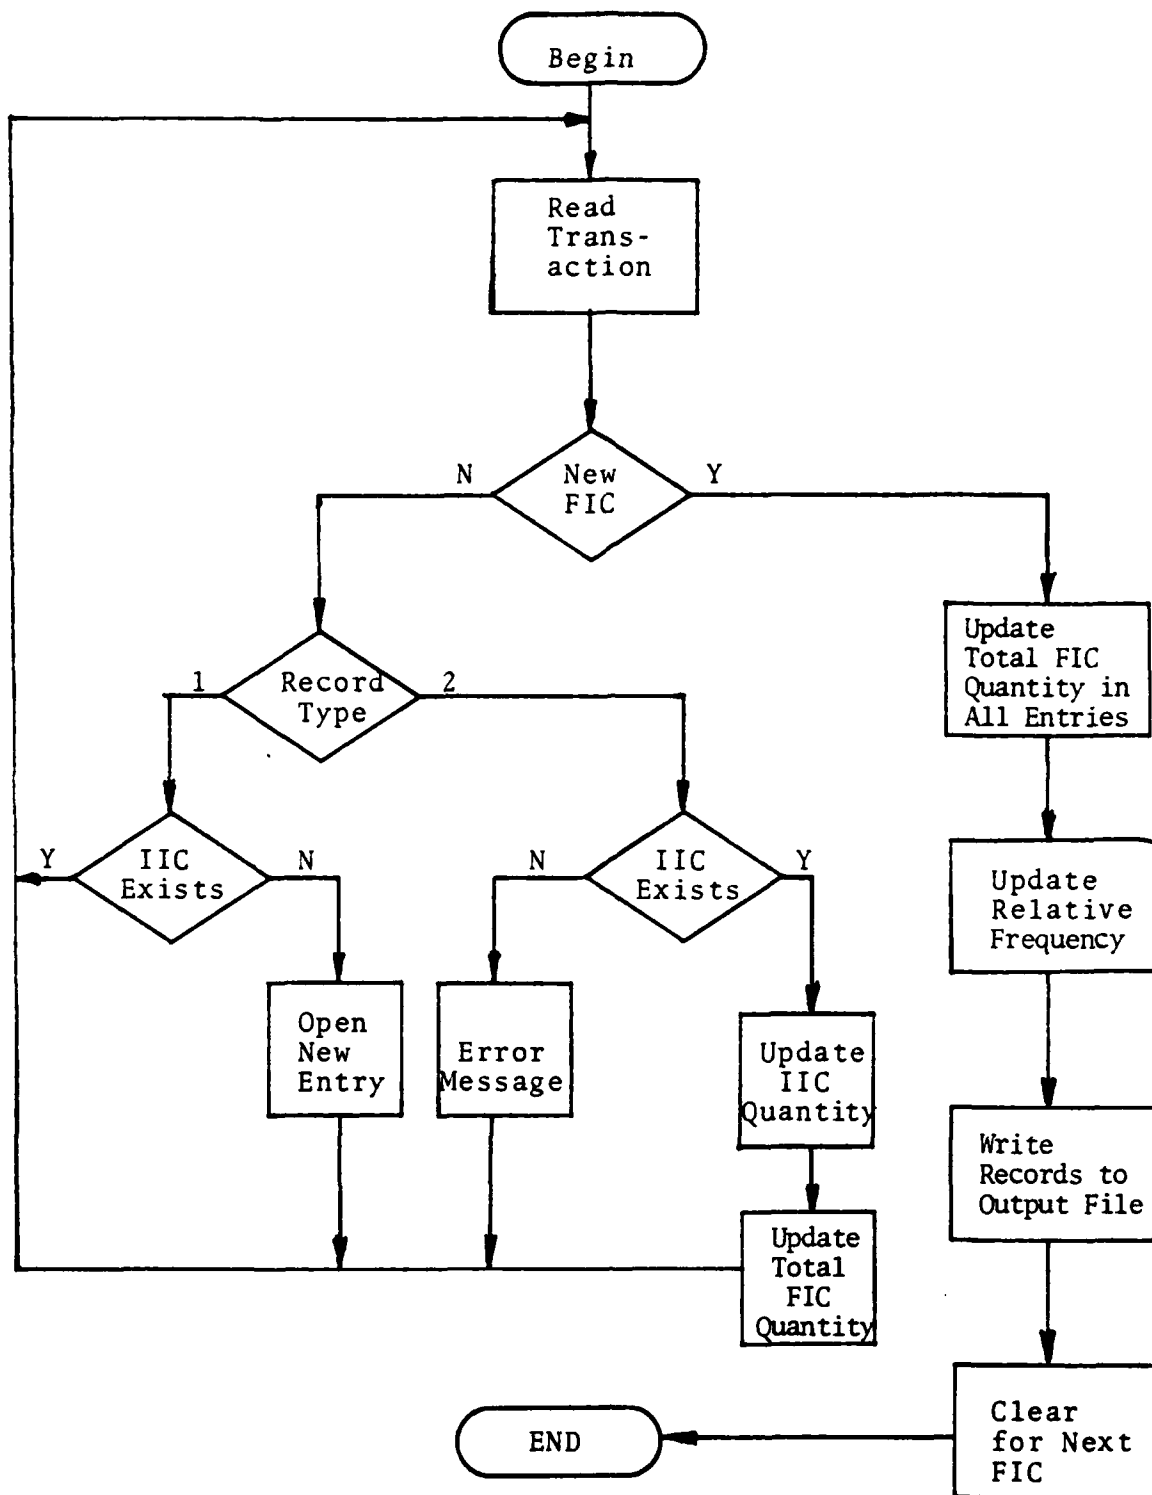 Begin
Read
Trans-
action
N
New
FIC
Y
Update
Total FIC
Quantity in
All Entries
1
Record
Type
2
Y
IIC
Exists
N
N
IIC
Exists
Y
Update
Relative
Frequency
Open
New
Entry
Error
Message
Update
IIC
Quantity
Write
Records to
Output File
Update
Total
FIC
Quantity
END
Clear
for Next
FIC